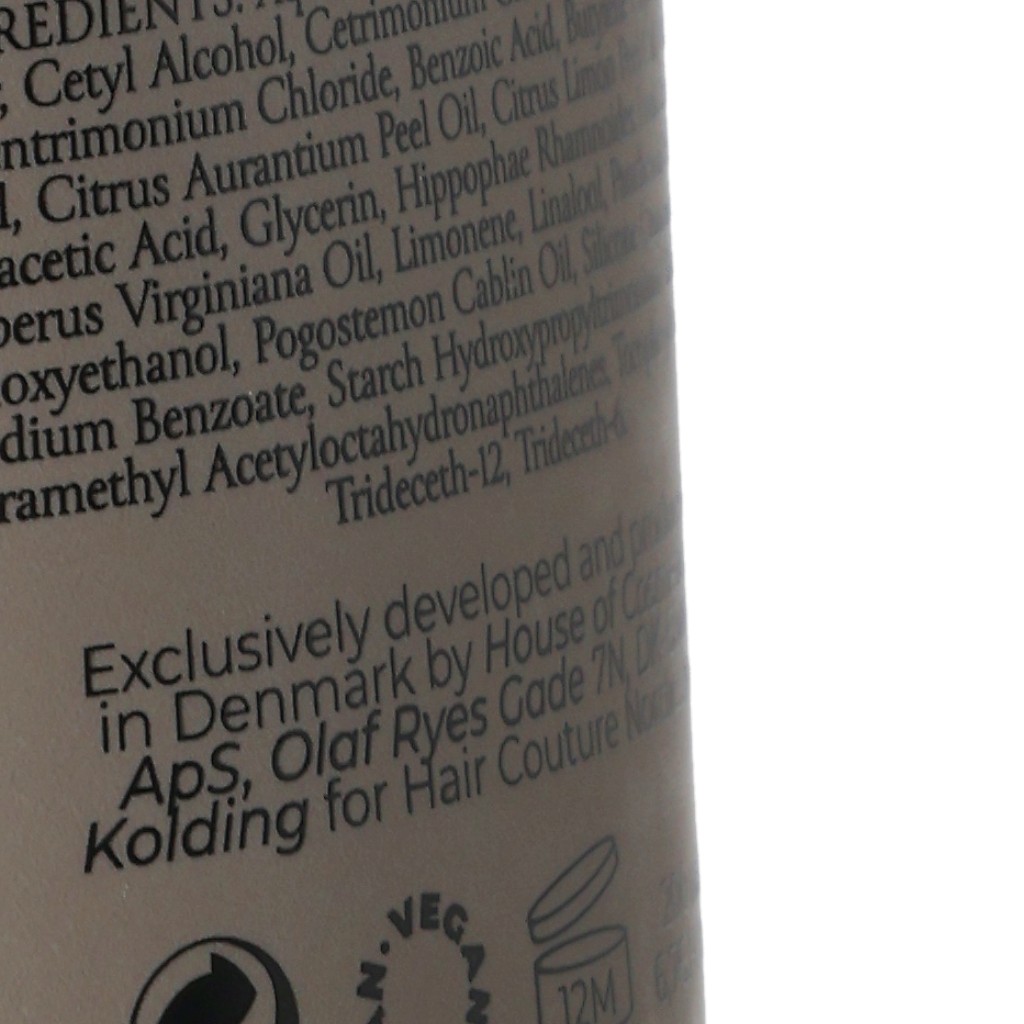 REDIENTS:
, Cetyl Alcohol, Cetrimonium
ntrimonium Chloride, Benzoic Acid,
l, Citrus Aurantium Peel Oil, Citrus Limon
acetic Acid, Glycerin, Hippophae
perus Virginiana Oil, Limonene, Linalool,
oxyethanol, Pogostemon Cablin Oil,
dium Benzoate, Starch
ramethyl Acetyloctahydronaphthalenes,
Trideceth-12, Trideceth-6.
Exclusively developed and
in Denmark by House of
ApS, Olaf Ryes Gade 7N,
Kolding for Hair Couture
VEGAN
12M